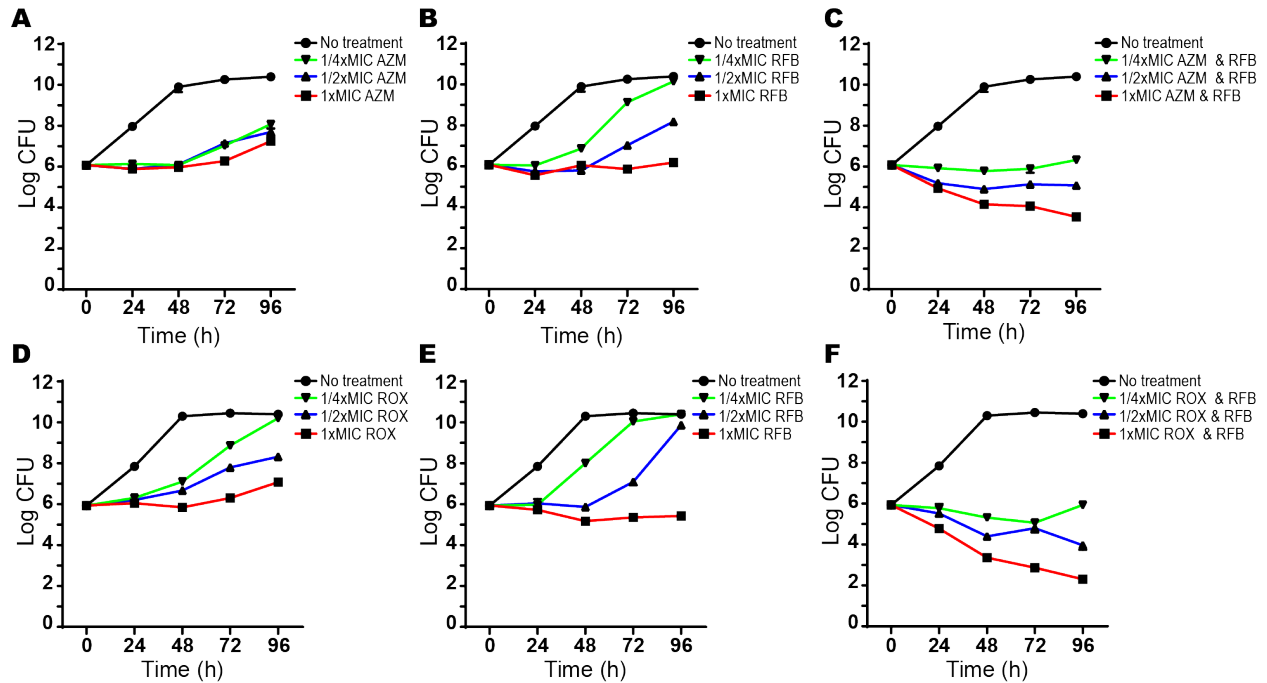 A
12
10
8
6
4
2
0
Log CFU
0 24 48 72 96
Time (h)
No treatment
1/4xMIC AZM
1/2xMIC AZM
1xMIC AZM
B
12
10
8
6
4
2
0
Log CFU
0 24 48 72 96
Time (h)
No treatment
1/4xMIC RFB
1/2xMIC RFB
1xMIC RFB
C
12
10
8
6
4
2
0
Log CFU
0 24 48 72 96
Time (h)
No treatment
1/4xMIC AZM & RFB
1/2xMIC AZM & RFB
1xMIC AZM & RFB
D
12
10
8
6
4
2
0
Log CFU
0 24 48 72 96
Time (h)
No treatment
1/4xMIC ROX
1/2xMIC ROX
1xMIC ROX
E
12
10
8
6
4
2
0
Log CFU
0 24 48 72 96
Time (h)
No treatment
1/4xMIC RFB
1/2xMIC RFB
1xMIC RFB
F
12
10
8
6
4
2
0
Log CFU
0 24 48 72 96
Time (h)
No treatment
1/4xMIC ROX & RFB
1/2xMIC ROX & RFB
1xMIC ROX & RFB